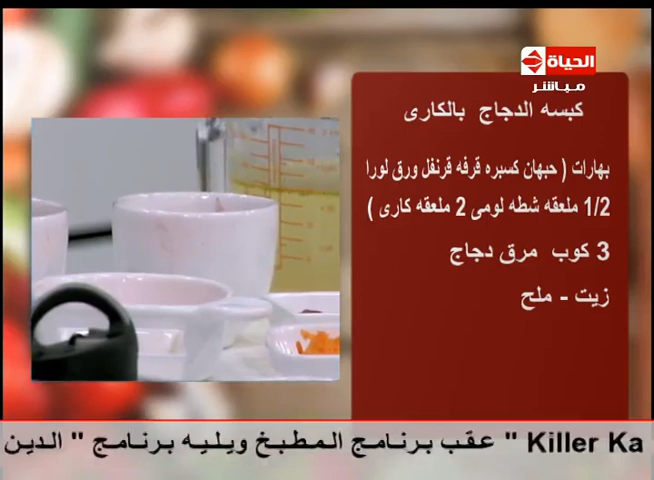 الحياة
مباشر
كبسه الدجاج بالكارى
بهارات ( حبهان كسبره قرفه قرنفل ورق لورا
1/2 ملعقه شطه لومى 2 ملعقه كارى )
3 كوب مرق دجاج
زيت - ملح
Killer Ka " عقب برنامج المطبخ ويليه برنامج " الدين